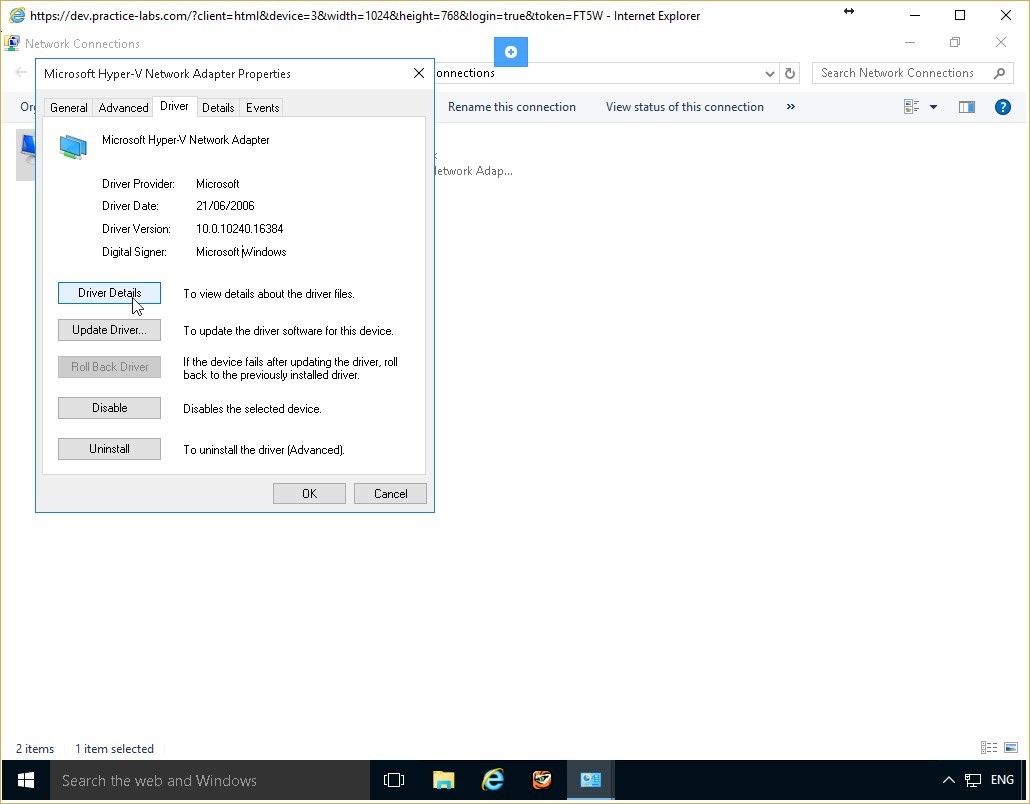 https://dev.practice-labs.com/?client=html&device=3&width=1024&height=768&login=true&token=FT5W - Internet Explorer
Network Connections
Microsoft Hyper-V Network Adapter Properties
onnections
Search Network Connections
Rename this connection
View status of this connection
»
General
Advanced
Driver
Details
Events
Microsoft Hyper-V Network Adapter
etwork Adap...
Driver Provider: Microsoft
Driver Date: 21/06/2006
Driver Version: 10.0.10240.16384
Digital Signer: Microsoft Windows
Driver Details
To view details about the driver files.
Update Driver...
To update the driver software for this device.
Roll Back Driver
If the device fails after updating the driver, roll
back to the previously installed driver.
Disable
Disables the selected device.
Uninstall
To uninstall the driver (Advanced).
OK
Cancel
2 items
1 item selected
Search the web and Windows
ENG